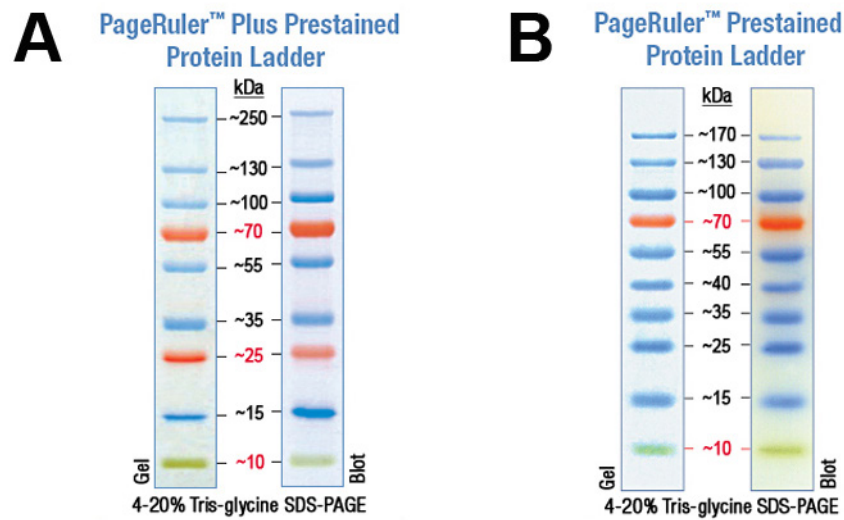 A
PageRuler™ Plus Prestained
Protein Ladder
kDa
~250
~130
~100
~70
~55
~35
~25
~15
~10
Gel
Blot
4-20% Tris-glycine SDS-PAGE
B
PageRuler™ Prestained
Protein Ladder
kDa
~170
~130
~100
~70
~55
~40
~35
~25
~15
~10
Gel
Blot
4-20% Tris-glycine SDS-PAGE